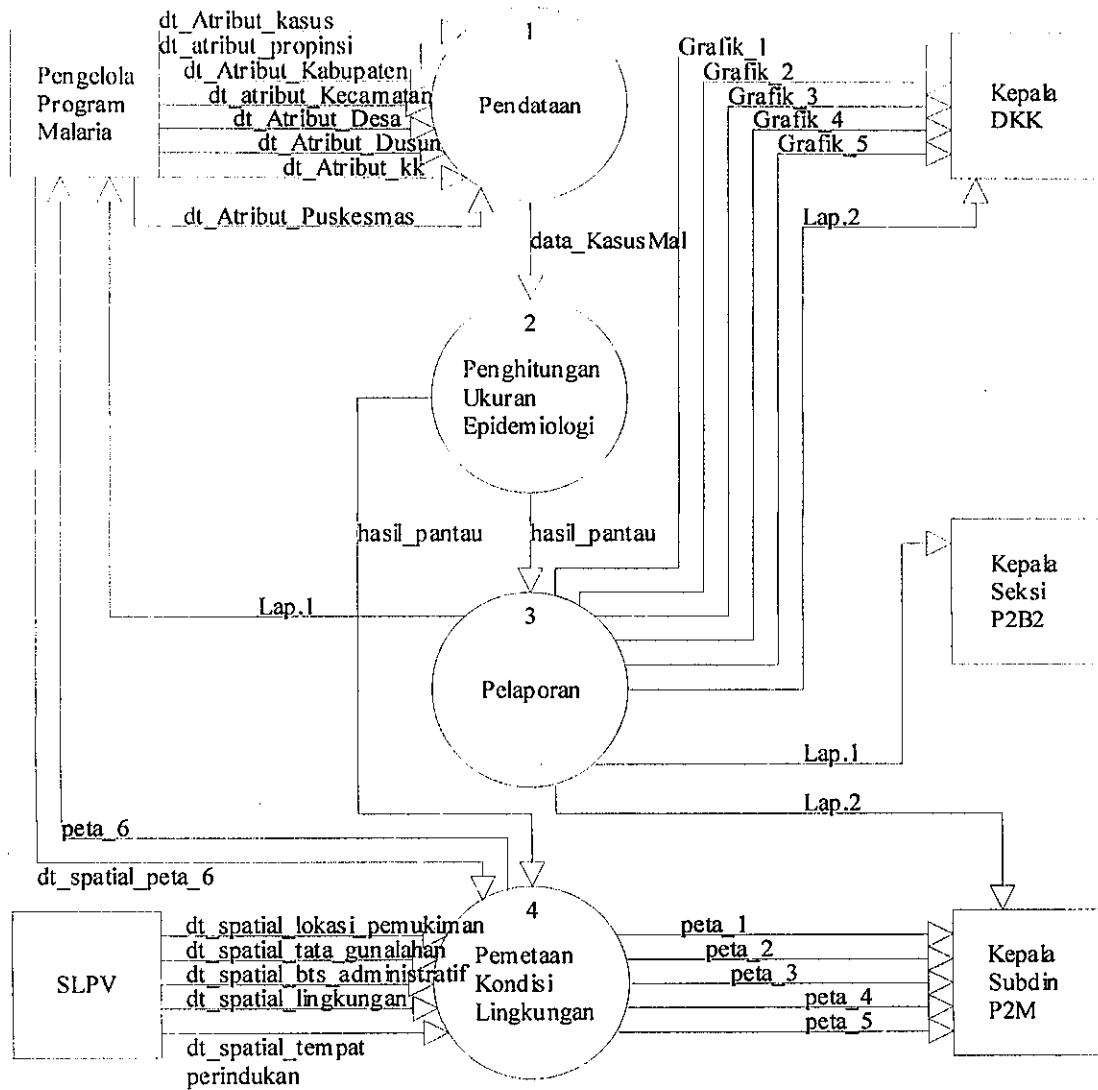 dt_Atribut_kasus
dt_atribut_propinsi
dt_Atribut_Kabupaten
dt_atribut_Kecamatan
dt_Atribut_Desa
dt_Atribut_Dusun
dt_Atribut_kk
dt_Atribut_Puskesmas
Pengelola
Program
Malaria
1
Pendataan
Grafik_1
Grafik_2
Grafik_3
Grafik_4
Grafik_5
Kepala
DKK
Lap.2
data_KasusMal
2
Penghitungan
Ukuran
Epidemiologi
hasil_pantau
hasil_pantau
Kepala
Seksi
P2B2
Lap.1
3
Pelaporan
Lap.1
Lap.2
peta_6
dt_spatial_peta_6
SLPV
dt_spatial_lokasi_pemukiman
dt_spatial_tata_gunalahan
dt_spatial_bts_administratif
dt_spatial_lingkungan
dt_spatial_tempat
perindukan
4
Pemetaan
Kondisi
Lingkungan
peta_1
peta_2
peta_3
peta_4
peta_5
Kepala
Subdin
P2M